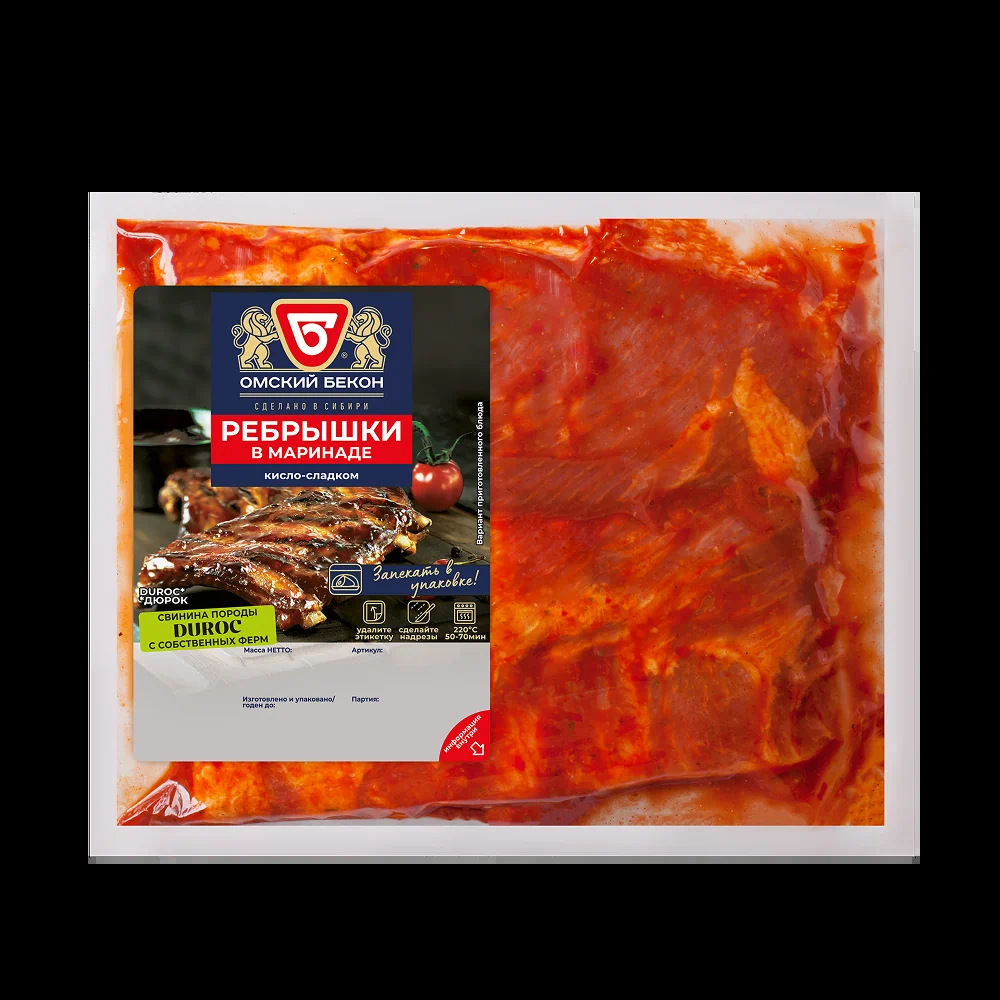 Б
®
ОМСКИЙ БЕКОН
СДЕЛАНО В СИБИРИ
РЕБРЫШКИ
В МАРИНАДЕ
кисло-сладком
Вариант приготовленного блюда
Запекать в
упаковке!
DUROC*
*ДЮРОК
СВИНИНА ПОРОДЫ
DUROC
С СОБСТВЕННЫХ ФЕРМ
удалите
этикетку
сделайте
надрезы
220°С
50-70мин
Масса НЕТТО:
Артикул:
Изготовлено и упаковано/
годен до:
Партия:
информация
внутри